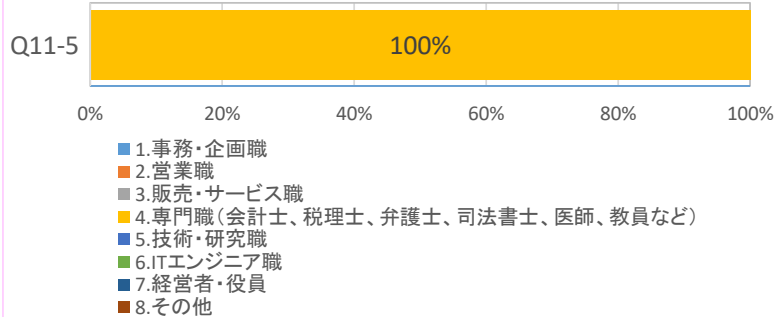 Q11-5
100%
0% 20% 40% 60% 80% 100%
1.事務・企画職
2.営業職
3.販売・サービス職
4.専門職（会計士、税理士、弁護士、司法書士、医師、教員など）
5.技術・研究職
6.ITエンジニア職
7.経営者・役員
8.その他